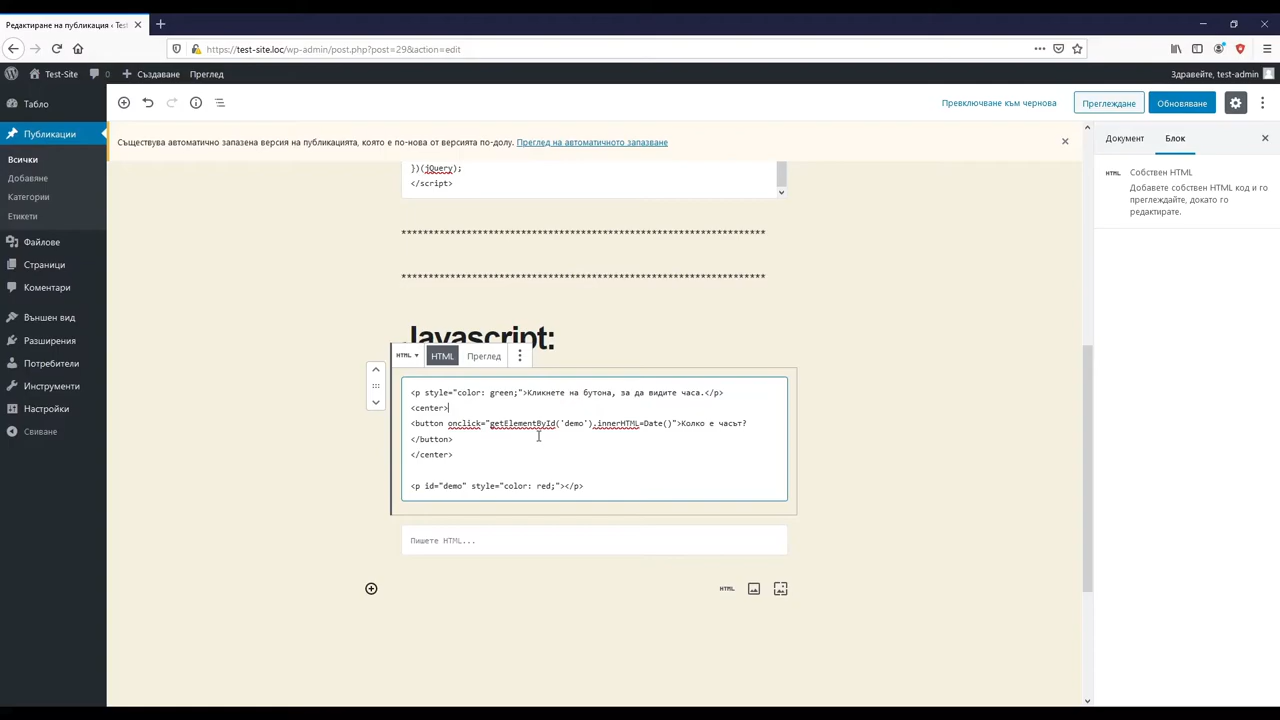 Редактиране на публикация ‹ Tes
https://test-site.loc/wp-admin/post.php?post=29&action=edit
Test-Site
0
Създаване
Преглед
Здравейте, test-admin
Табло
Публикации
Всички
Добавяне
Категории
Етикети
Файлове
Страници
Коментари
Външен вид
Разширения
Потребители
Инструменти
Настройки
Свиване
Превключване към чернова
Преглеждане
Обновяване
Съществува автоматично запазена версия на публикацията, която е по-нова от версията по-долу. Преглед на автоматичното запазване
})(jQuery);
</script>
**********************************************************************
**********************************************************************
Javascript:
HTML
HTML
Преглед
<p style="color: green;">Кликнете на бутона, за да видите часа.</p>
<center>
<button onclick="getElementById('demo').innerHTML=Date()">Колко е часът?
</button>
</center>
<p id="demo" style="color: red;"></p>
Пишете HTML...
HTML
Документ
Блок
HTML
Собствен HTML
Добавете собствен HTML код и го
преглеждайте, докато го
редактирате.